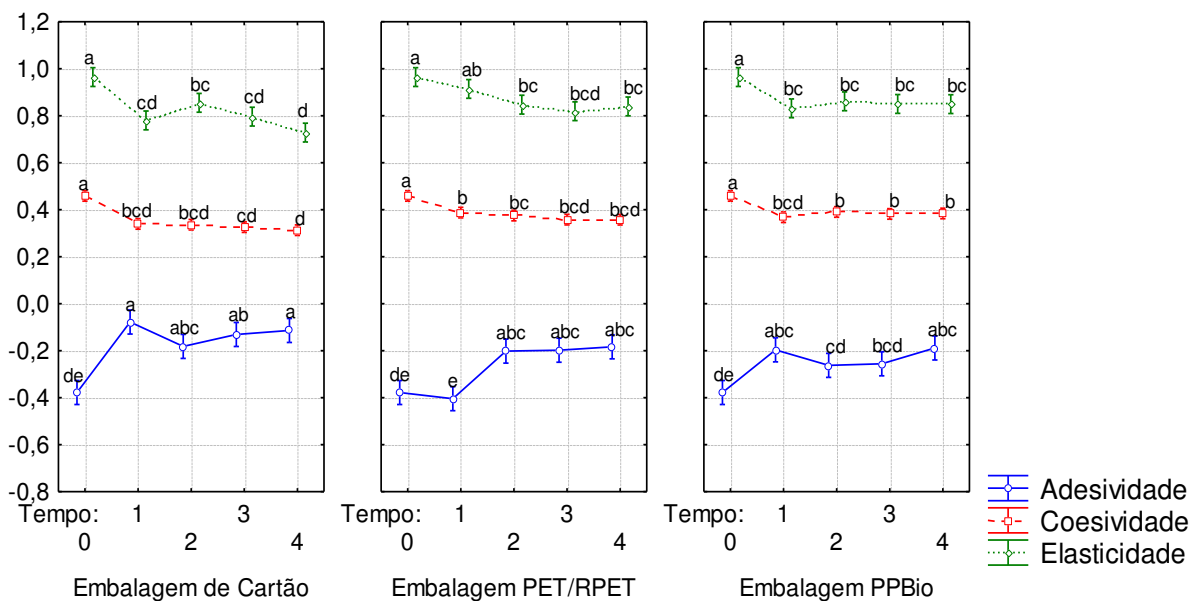 1,2
1,0
0,8
0,6
0,4
0,2
0,0
-0,2
-0,4
-0,6
-0,8
a cd bc cd d
a bcd bcd cd d
de a abc ab a
a ab bc bcd bc
a b bc bcd bcd
de e abc abc abc
a bc bc bc bc
a bcd b b b
de abc cd bcd abc
Tempo: 1 3 Tempo: 1 3 Tempo: 1 3
0 2 4 0 2 4 0 2 4
Embalagem de Cartão Embalagem PET/RPET Embalagem PPBio
Adesividade
Coesividade
Elasticidade